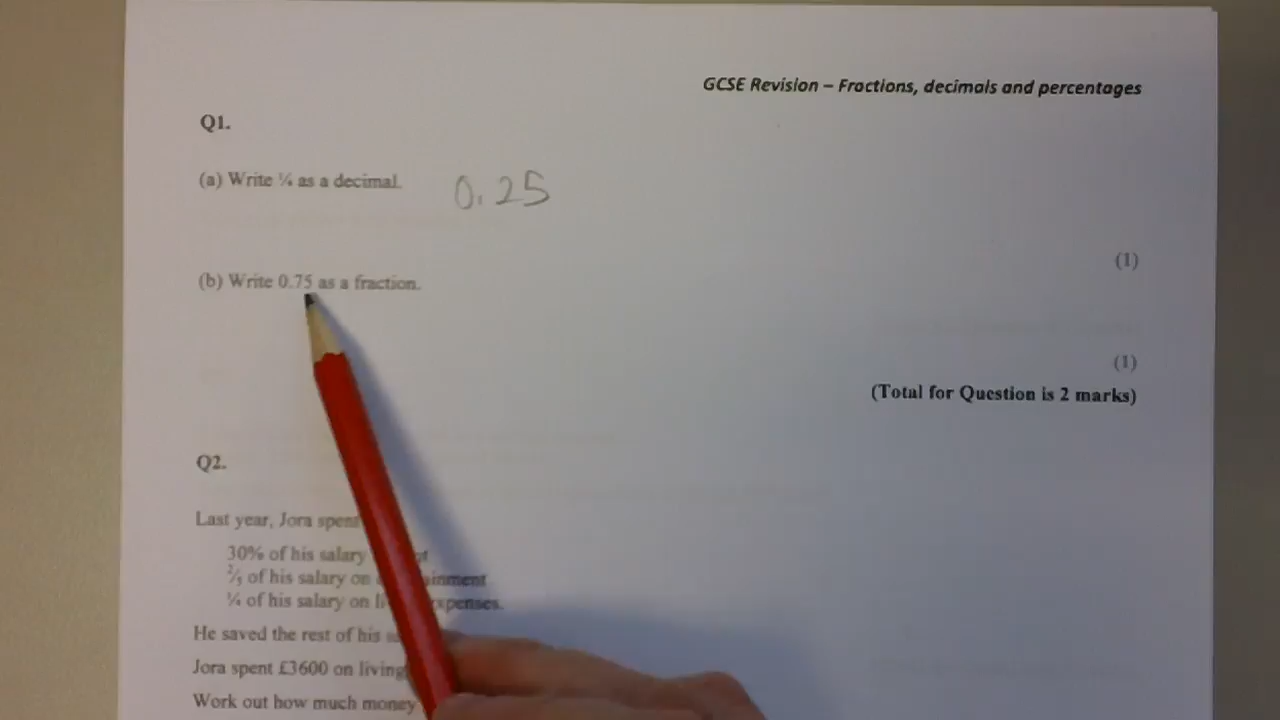 GCSE Revision – Fractions, decimals and percentages
Q1.
(a) Write ¼ as a decimal. 0.25
(1)
(b) Write 0.75 as a fraction.
(1)
(Total for Question is 2 marks)
Q2.
Last year, Jora spent
30% of his salary
⅖ of his salary on
¼ of his salary on
He saved the rest of his
Jora spent £3600 on living
Work out how much money